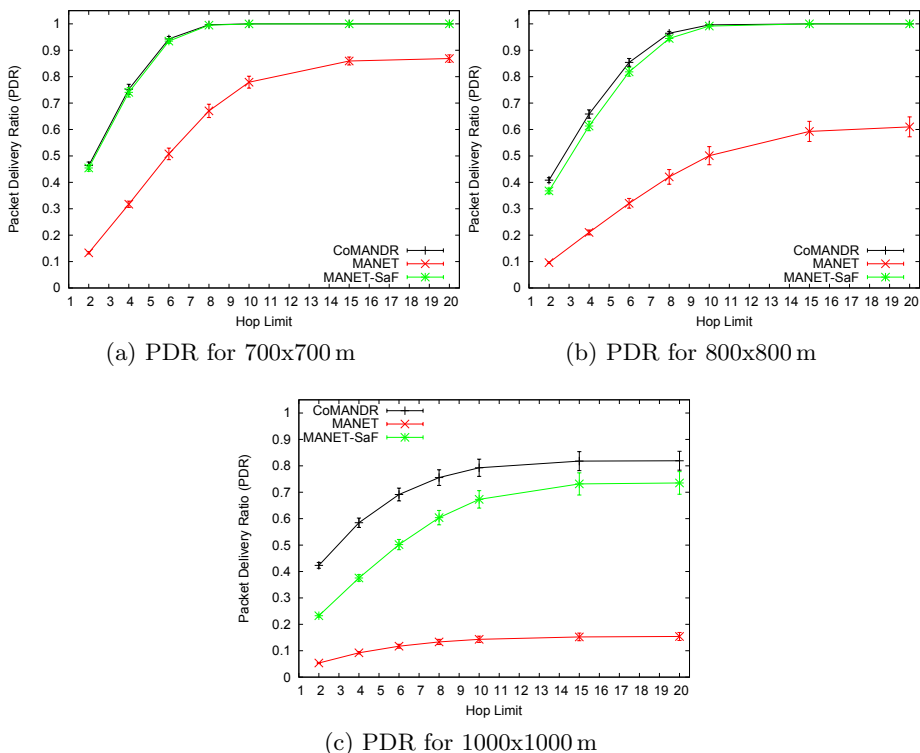 1
0.9
0.8
0.7
0.6
0.5
0.4
0.3
0.2
0.1
0
Packet Delivery Ratio (PDR)
CoMANDR
MANET
MANET-SaF
1 2 3 4 5 6 7 8 9 10 11 12 13 14 15 16 17 18 19 20
Hop Limit
(a) PDR for 700x700 m
1
0.9
0.8
0.7
0.6
0.5
0.4
0.3
0.2
0.1
0
Packet Delivery Ratio (PDR)
CoMANDR
MANET
MANET-SaF
1 2 3 4 5 6 7 8 9 10 11 12 13 14 15 16 17 18 19 20
Hop Limit
(b) PDR for 800x800 m
1
0.9
0.8
0.7
0.6
0.5
0.4
0.3
0.2
0.1
0
Packet Delivery Ratio (PDR)
CoMANDR
MANET
MANET-SaF
1 2 3 4 5 6 7 8 9 10 11 12 13 14 15 16 17 18 19 20
Hop Limit
(c) PDR for 1000x1000 m